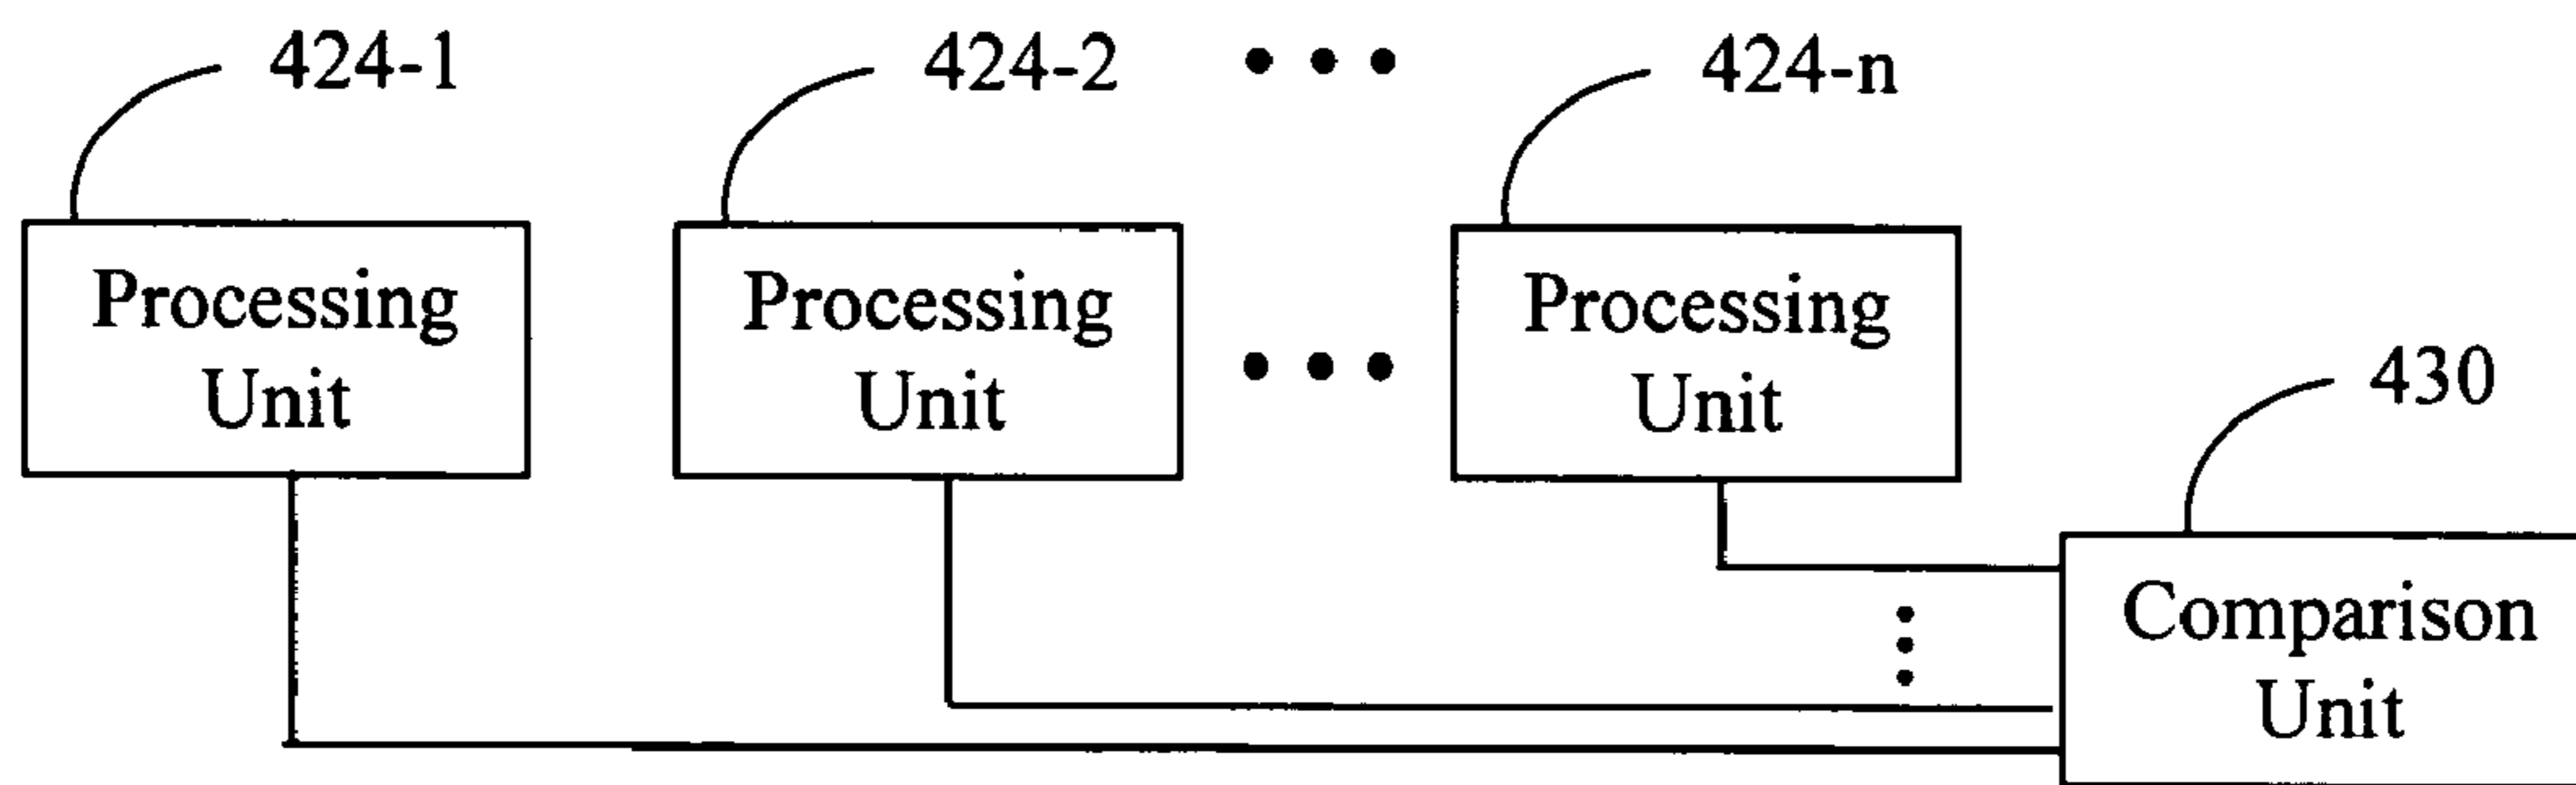 424-1
424-2
424-n
Processing
Unit
Processing
Unit
Processing
Unit
430
Comparison
Unit